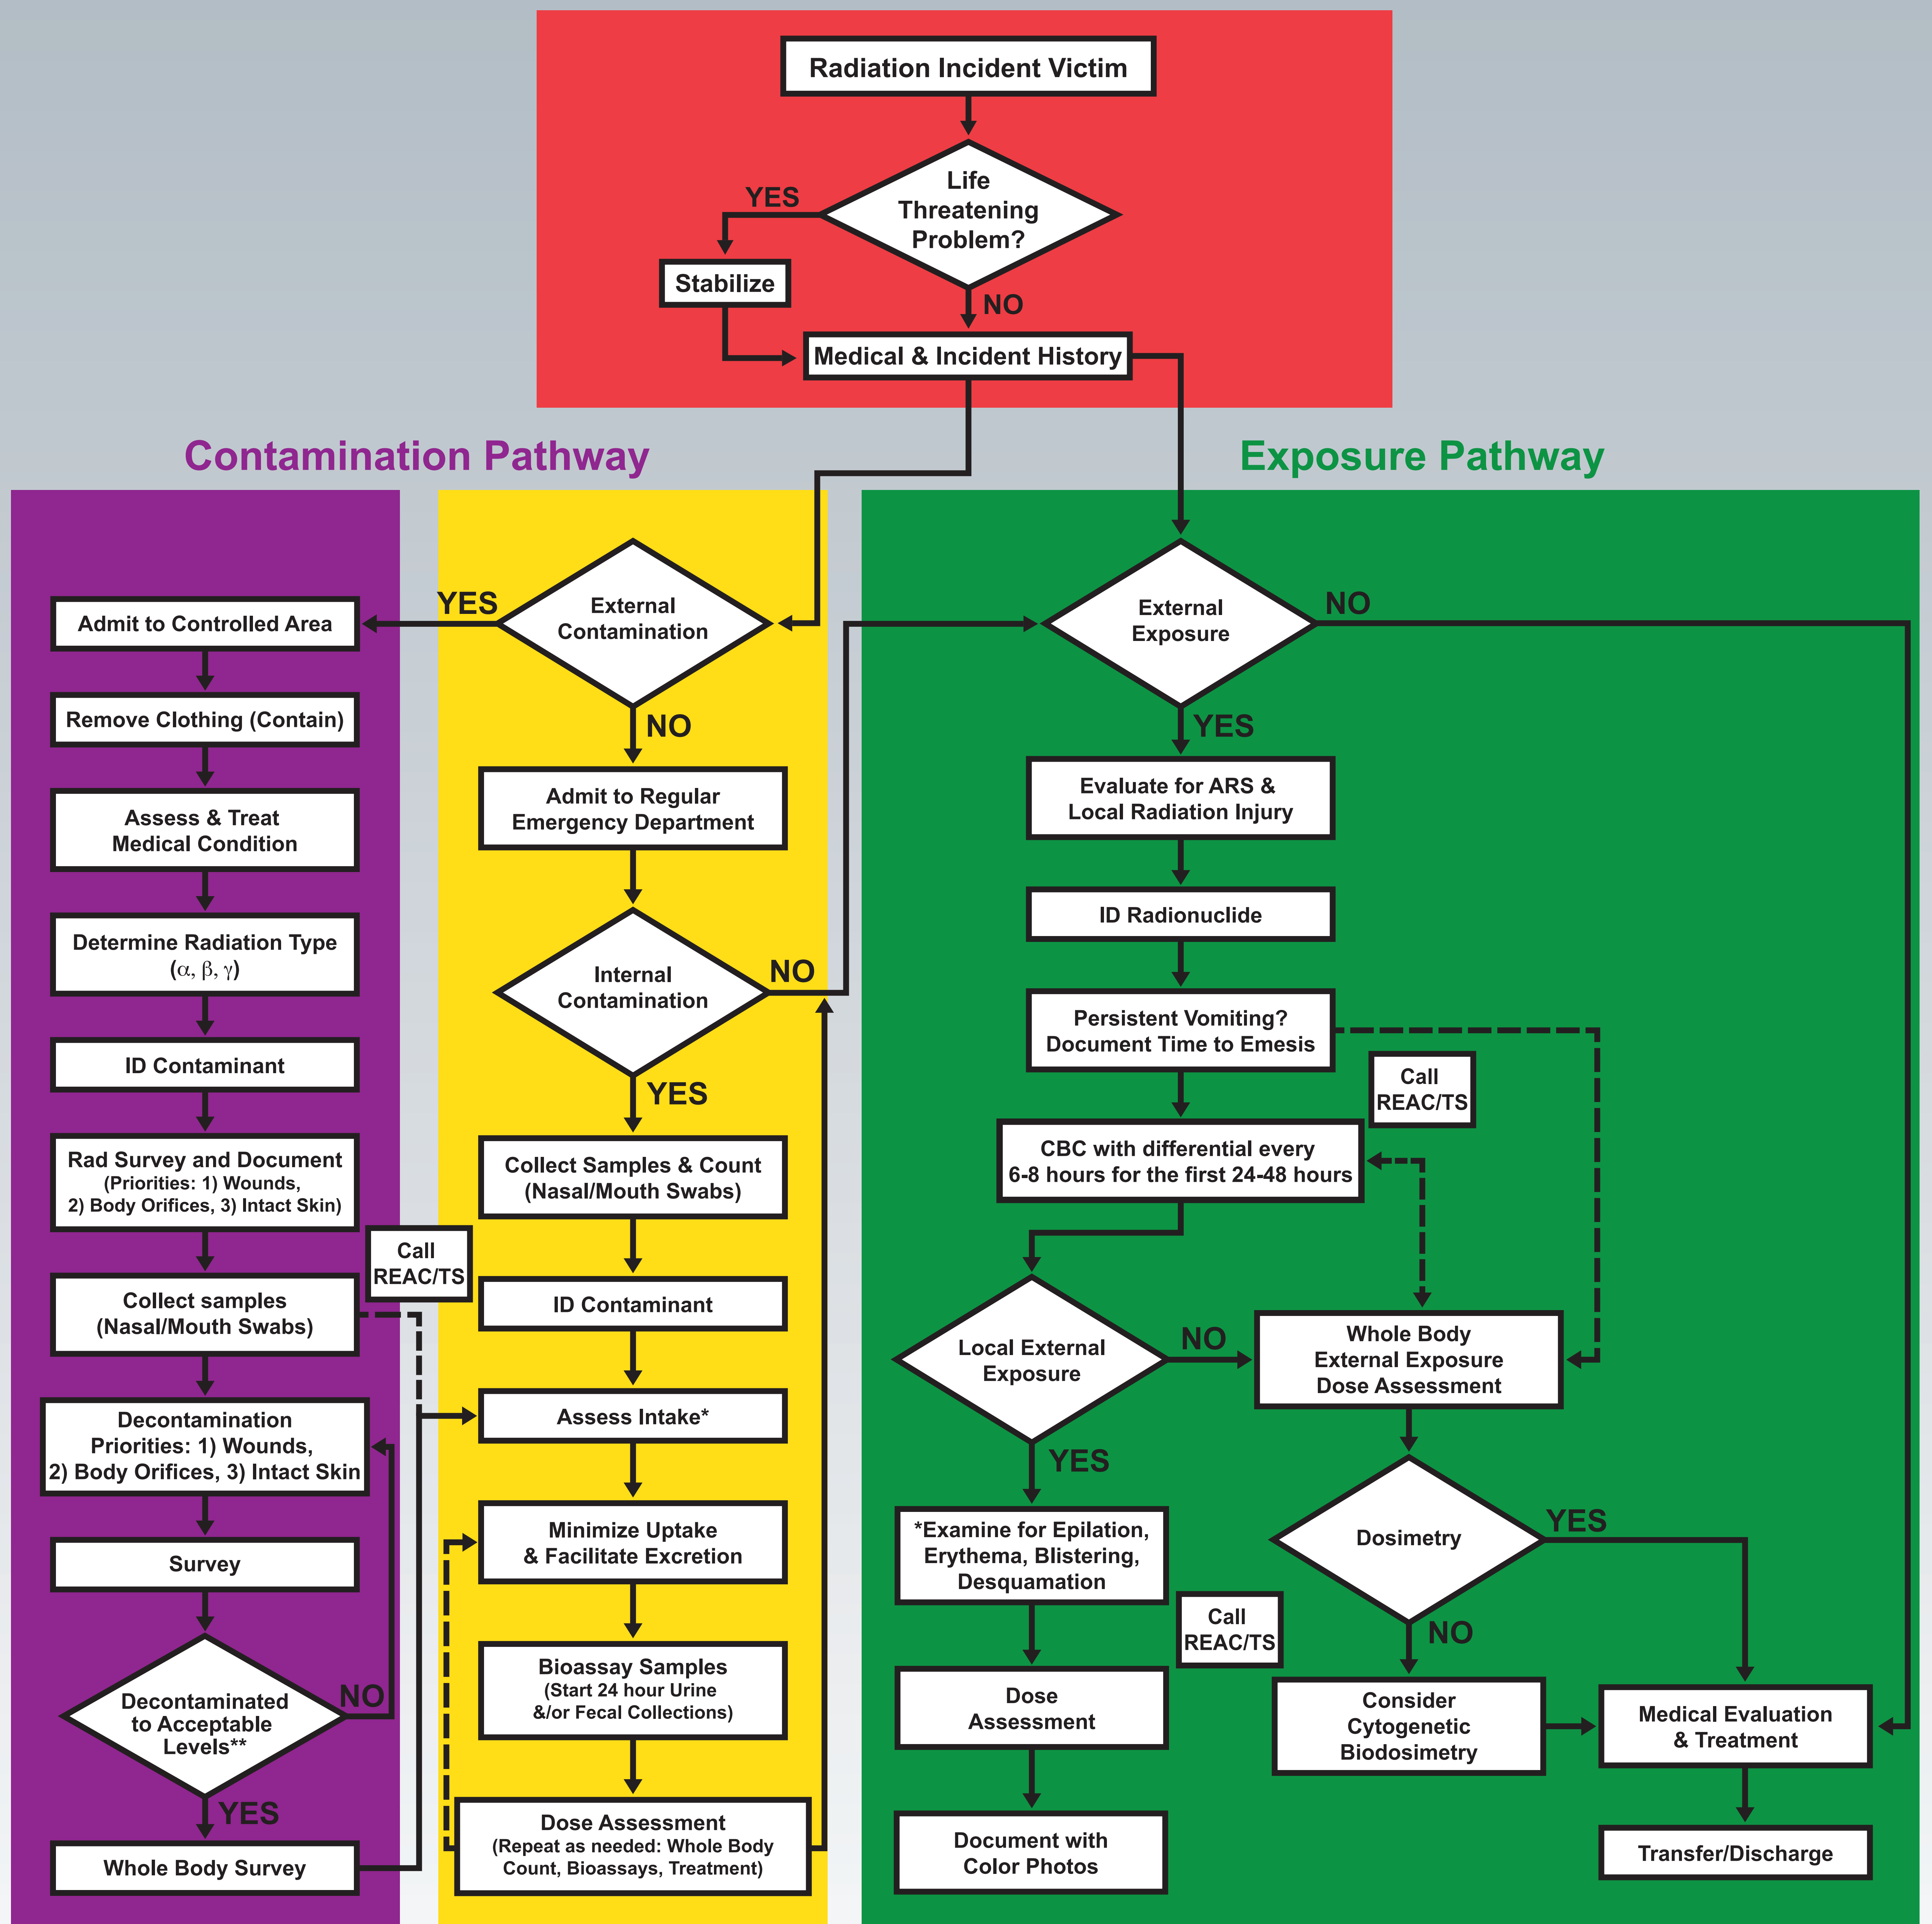 Radiation Incident Victim
Life
Threatening
Problem?
YES
Stabilize
NO
Medical & Incident History
Contamination Pathway
Exposure Pathway
Admit to Controlled Area
Remove Clothing (Contain)
Assess & Treat
Medical Condition
Determine Radiation Type
(α, β, γ)
ID Contaminant
Rad Survey and Document
(Priorities: 1) Wounds,
2) Body Orifices, 3) Intact Skin)
Collect samples
(Nasal/Mouth Swabs)
Call
REAC/TS
Decontamination
Priorities: 1) Wounds,
2) Body Orifices, 3) Intact Skin
Survey
Decontaminated
to Acceptable
Levels**
NO
YES
Whole Body Survey
YES
External
Contamination
NO
Admit to Regular
Emergency Department
Internal
Contamination
NO
YES
Collect Samples & Count
(Nasal/Mouth Swabs)
ID Contaminant
Assess Intake*
Minimize Uptake
& Facilitate Excretion
Bioassay Samples
(Start 24 hour Urine
&/or Fecal Collections)
Dose Assessment
(Repeat as needed: Whole Body
Count, Bioassays, Treatment)
External
Exposure
NO
YES
Evaluate for ARS &
Local Radiation Injury
ID Radionuclide
Persistent Vomiting?
Document Time to Emesis
Call
REAC/TS
CBC with differential every
6-8 hours for the first 24-48 hours
Local External
Exposure
NO
YES
Whole Body
External Exposure
Dose Assessment
*Examine for Epilation,
Erythema, Blistering,
Desquamation
Call
REAC/TS
Dose
Assessment
Document with
Color Photos
Dosimetry
YES
NO
Consider
Cytogenetic
Biodosimetry
Medical Evaluation
& Treatment
Transfer/Discharge